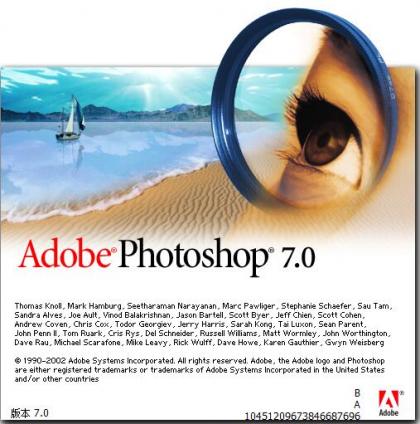 Adobe® Photoshop® 7.0
Thomas Knoll, Mark Hamburg, Seetharaman Narayanan, Marc Pawliger, Stephanie Schaefer, Sau Tam,
Sandra Alves, Joe Ault, Vinod Balakrishnan, Jason Bartell, Scott Byer, Jeff Chien, Scott Cohen,
Andrew Coven, Chris Cox, Todor Georgiev, Jerry Harris, Sarah Kong, Tai Luxon, Sean Parent,
John Penn II, Tom Ruark, Cris Rys, Del Schneider, Russell Williams, Matt Wormley, John Worthington,
Dave Rau, Michael Scarafone, Mike Leavy, Rick Wulff, Dave Howe, Karen Gauthier, Gwyn Weisberg
© 1990-2002 Adobe Systems Incorporated. All rights reserved. Adobe, the Adobe logo and Photoshop
are either registered trademarks or trademarks of Adobe Systems Incorporated in the United States
and/or other countries
B
A
版本 7.0
10451209673846687696
Adobe